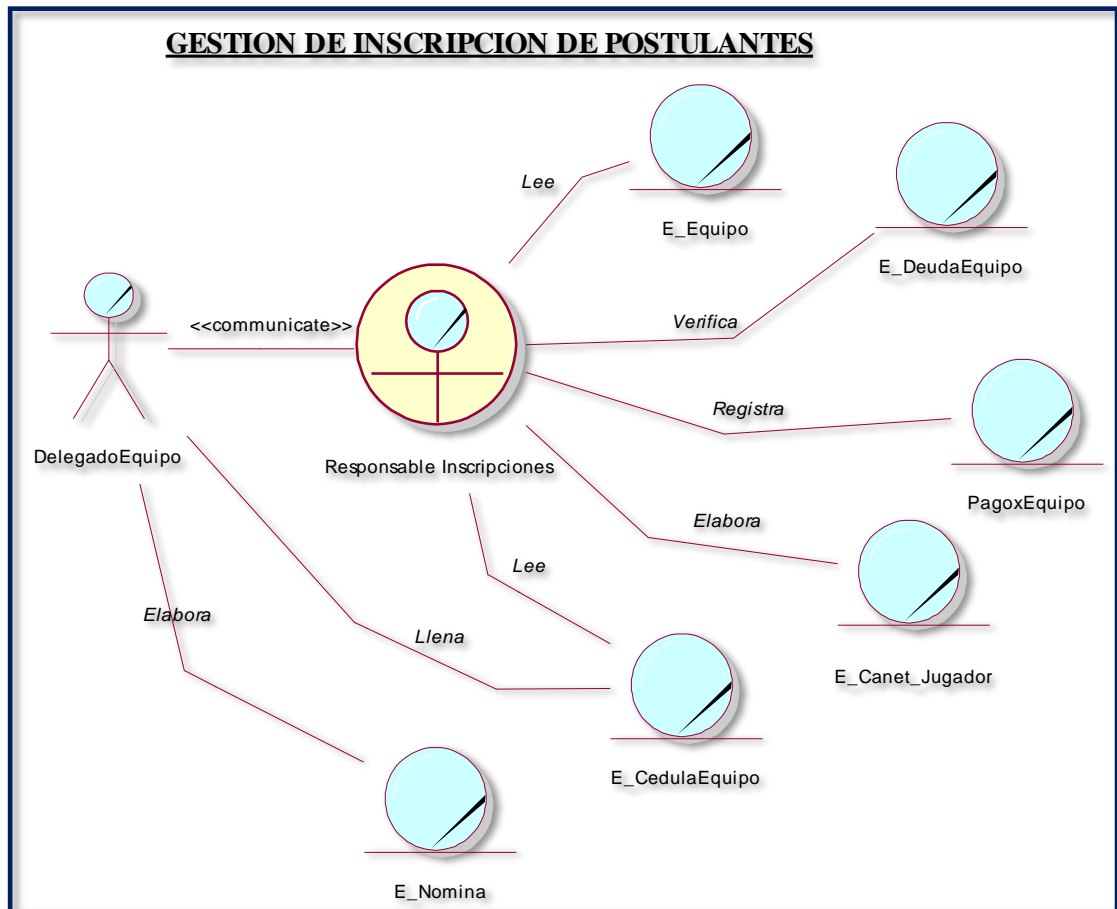 GESTION DE INSCRIPCION DE POSTULANTES
Lee
E_Equipo
E_DeudaEquipo
<<communicate>>
Verifica
Registra
DelegadoEquipo
Responsable Inscripciones
PagoxEquipo
Elabora
Lee
Elabora
Llena
E_Canet_Jugador
E_CedulaEquipo
E_Nomina